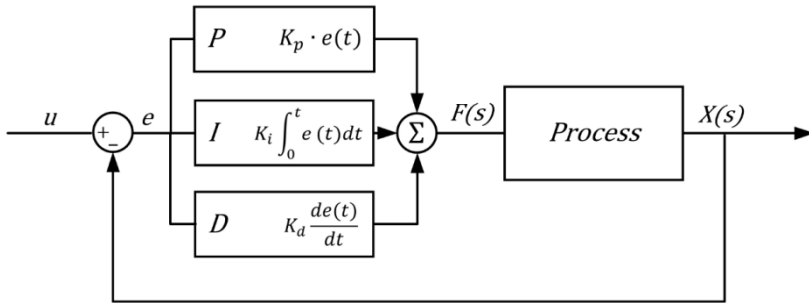 P K_p · e(t)
u
+
−
e
I K_i ∫_0^t e (t)dt
Σ
F(s)
Process
X(s)
D K_d de(t)/dt